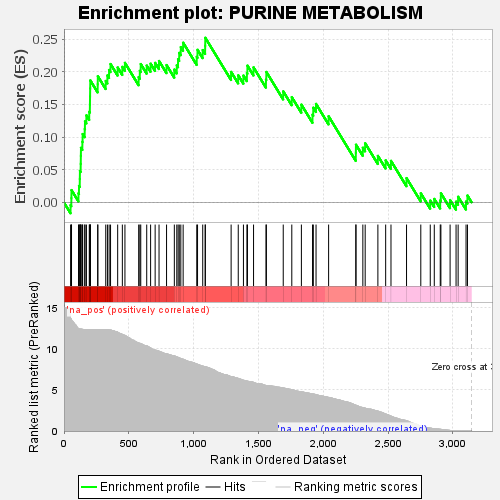 Enrichment plot: PURINE METABOLISM
Enrichment score (ES)
0.25
0.20
0.15
0.10
0.05
0.00
'na_pos' (positively correlated)
Ranked list metric (PreRanked)
15
10
5
0
Zero cross at 3
'na_neg' (negatively correlated)
0
500
1,000
1,500
2,000
2,500
3,000
Rank in Ordered Dataset
Enrichment profile
Hits
Ranking metric scores